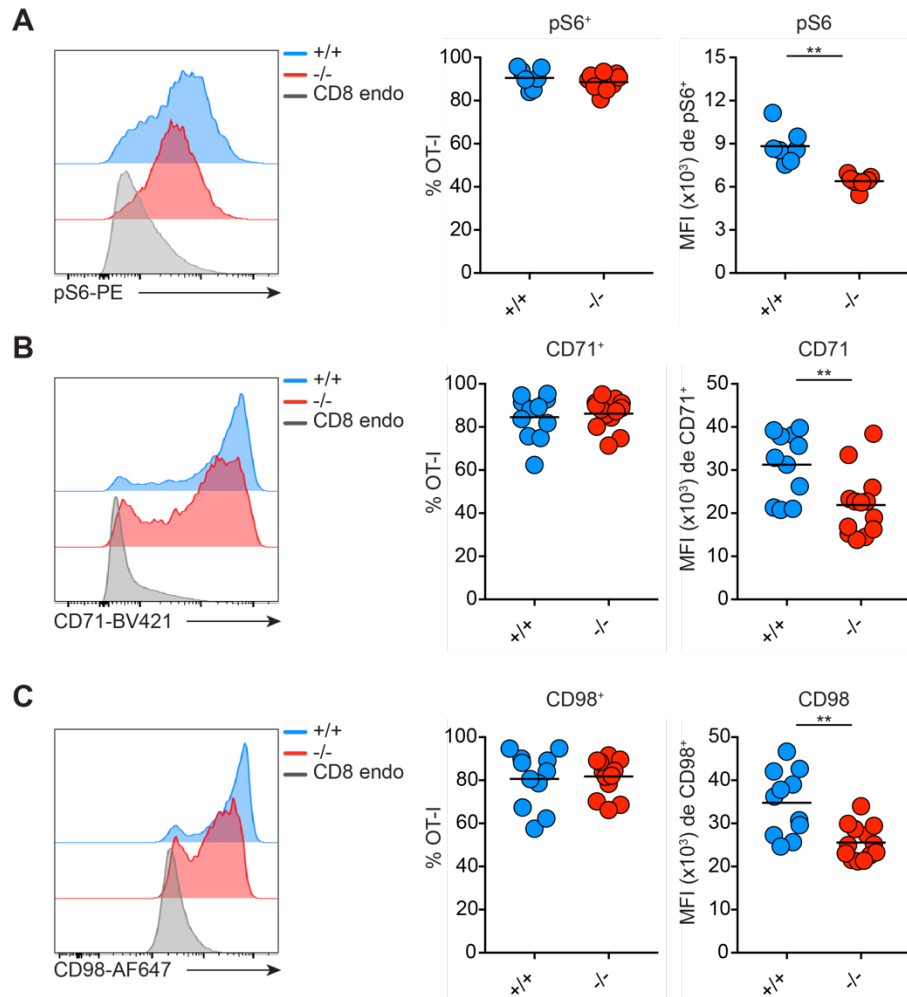 A
+/+
-/-
CD8 endo
pS6-PE
pS6⁺
% OT-I
100
80
60
40
20
0
+/+
-/-
pS6
**
MFI (x10³) de pS6⁺
15
12
9
6
3
0
+/+
-/-
B
+/+
-/-
CD8 endo
CD71-BV421
CD71⁺
% OT-I
100
80
60
40
20
0
+/+
-/-
CD71
**
MFI (x10³) de CD71⁺
50
40
30
20
10
0
+/+
-/-
C
+/+
-/-
CD8 endo
CD98-AF647
CD98⁺
% OT-I
100
80
60
40
20
0
+/+
-/-
CD98
**
MFI (x10³) de CD98⁺
50
40
30
20
10
0
+/+
-/-